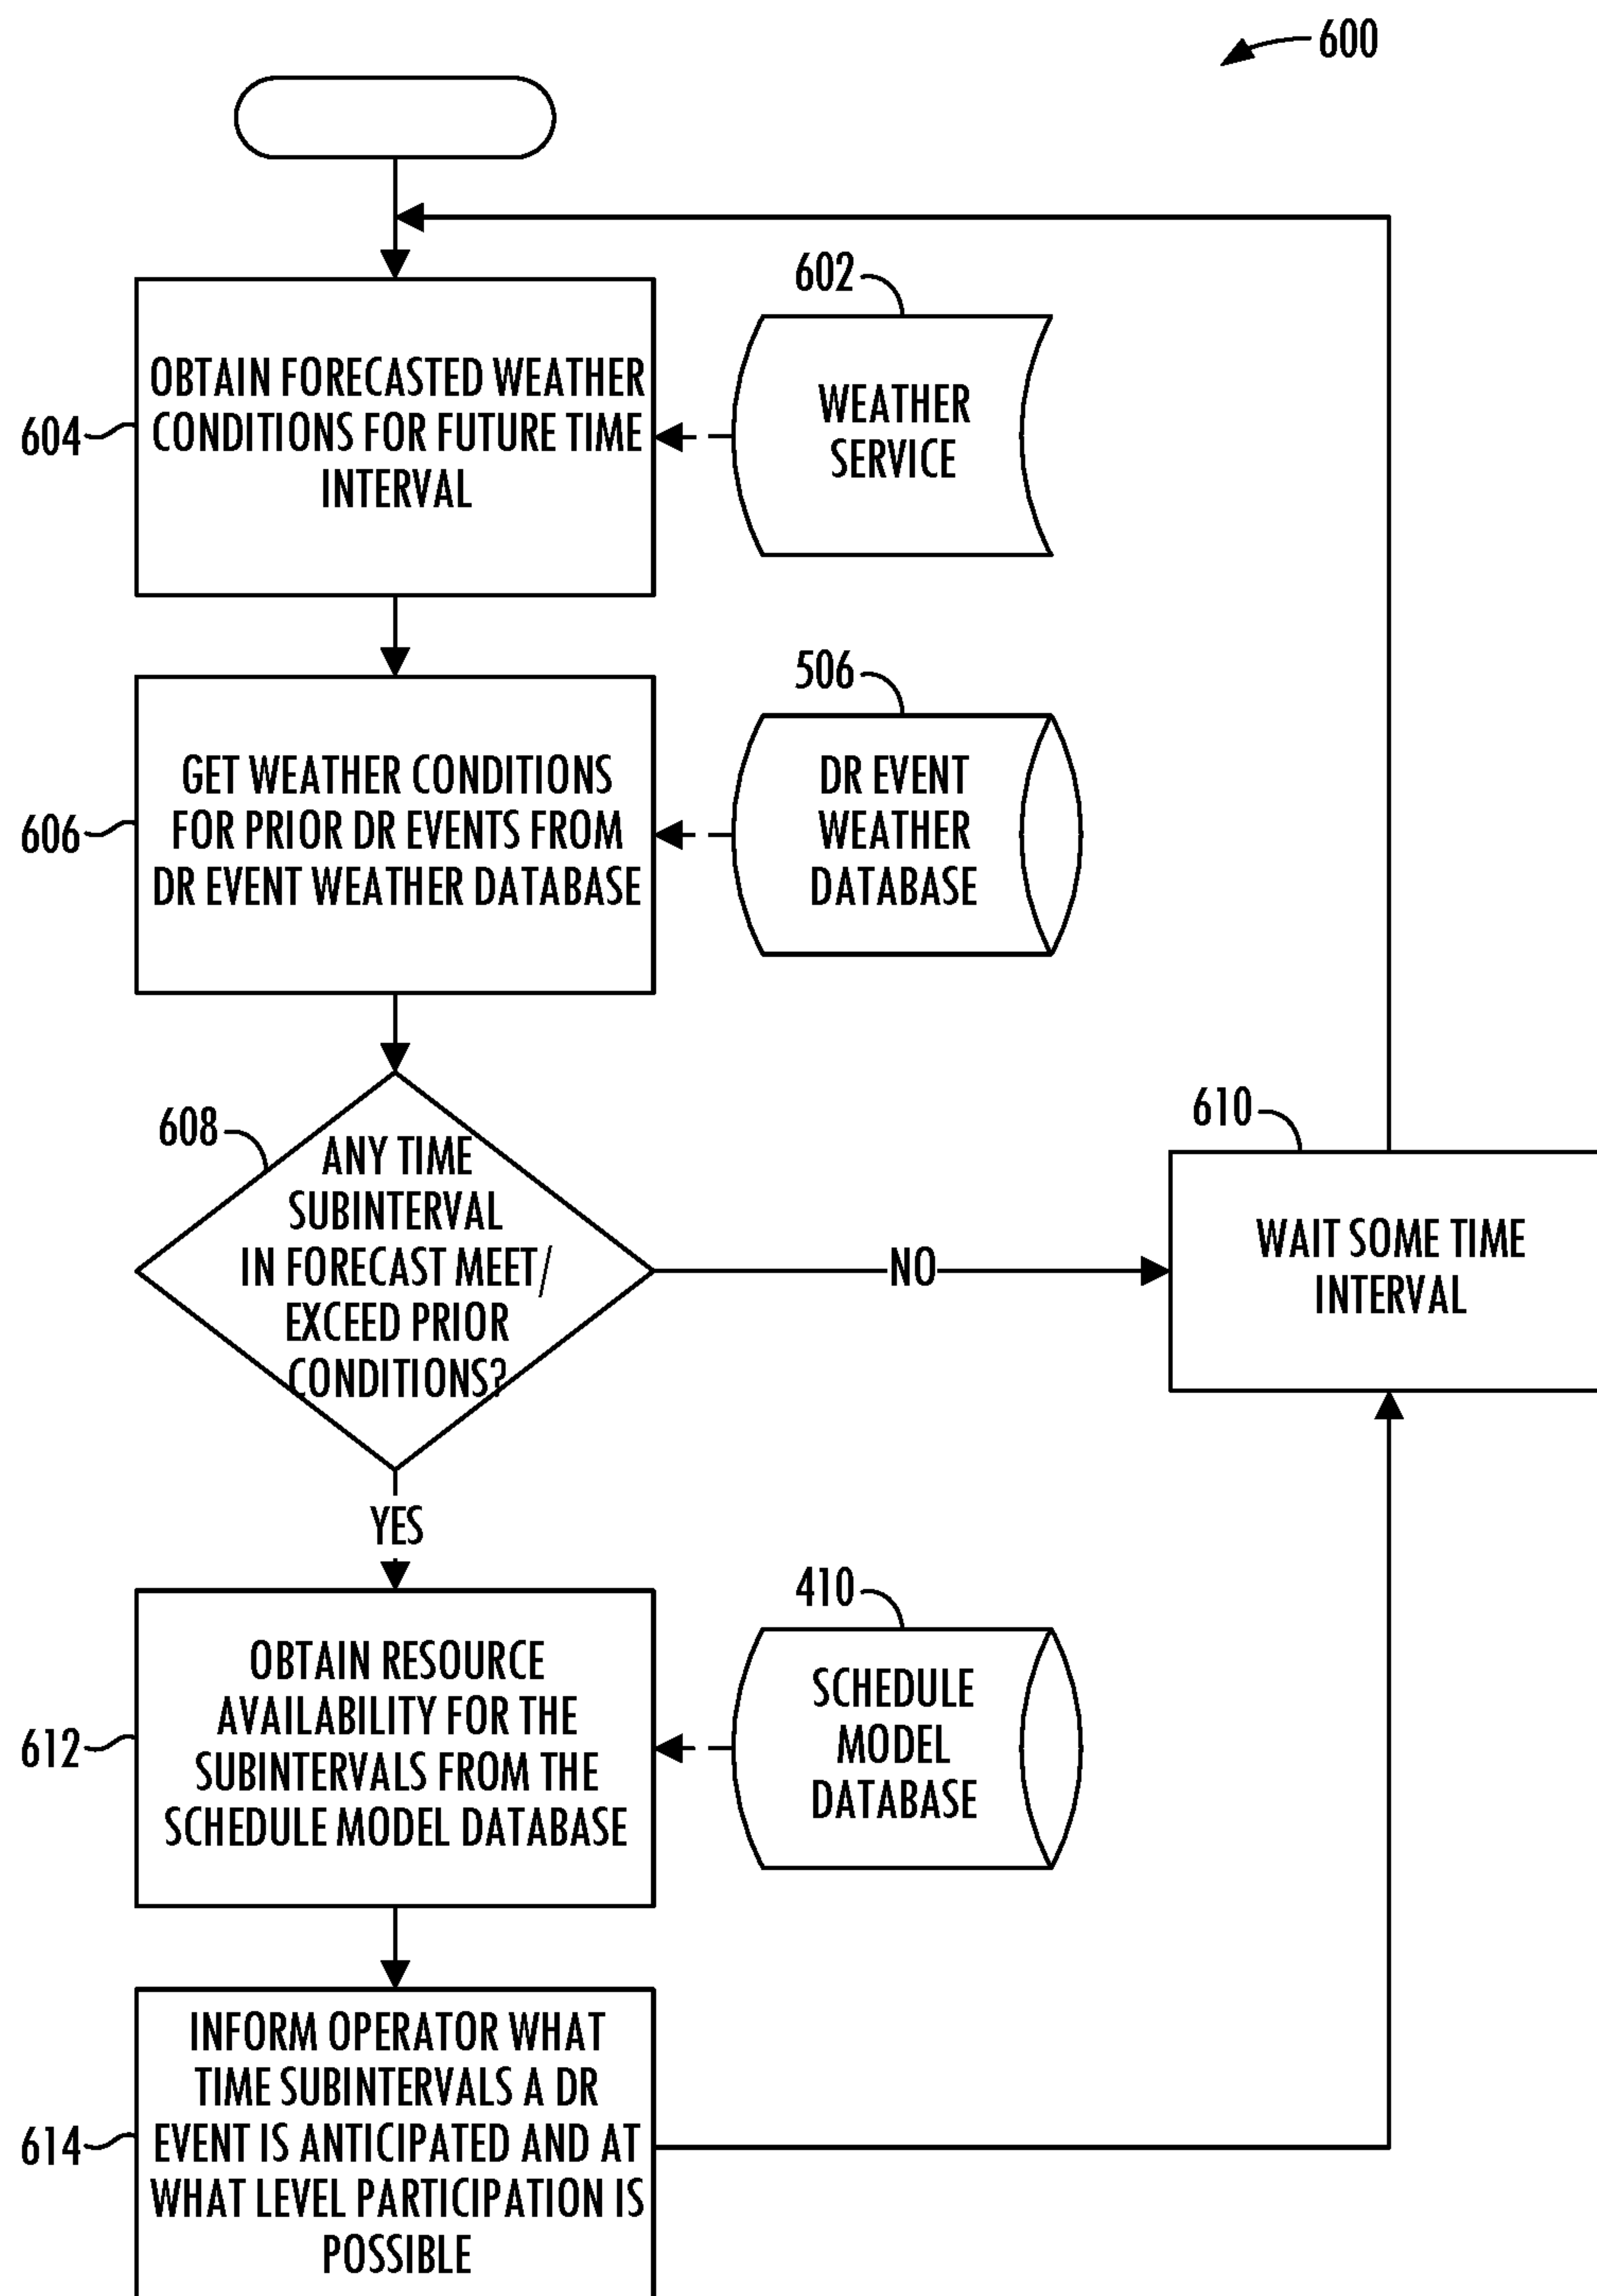 600
602
604
OBTAIN FORECASTED WEATHER
CONDITIONS FOR FUTURE TIME
INTERVAL
WEATHER
SERVICE
506
606
GET WEATHER CONDITIONS
FOR PRIOR DR EVENTS FROM
DR EVENT WEATHER DATABASE
DR EVENT
WEATHER
DATABASE
608
ANY TIME
SUBINTERVAL
IN FORECAST MEET/
EXCEED PRIOR
CONDITIONS?
NO
610
WAIT SOME TIME
INTERVAL
YES
410
612
OBTAIN RESOURCE
AVAILABILITY FOR THE
SUBINTERVALS FROM THE
SCHEDULE MODEL DATABASE
SCHEDULE
MODEL
DATABASE
614
INFORM OPERATOR WHAT
TIME SUBINTERVALS A DR
EVENT IS ANTICIPATED AND AT
WHAT LEVEL PARTICIPATION IS
POSSIBLE